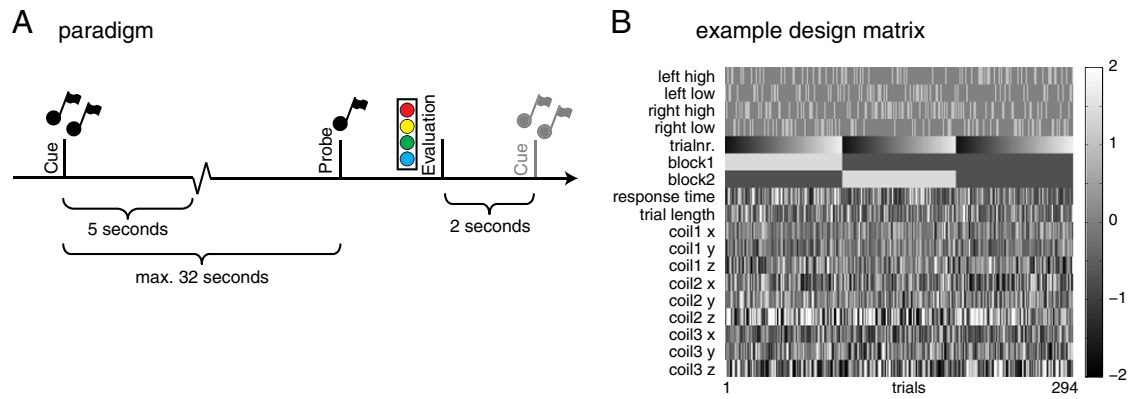 A paradigm
Cue
Probe
Evaluation
Cue
5 seconds
2 seconds
max. 32 seconds
B example design matrix
left high
left low
right high
right low
trialnr.
block1
block2
response time
trial length
coil1 x
coil1 y
coil1 z
coil2 x
coil2 y
coil2 z
coil3 x
coil3 y
coil3 z
1 trials 294
2
1
0
−1
−2